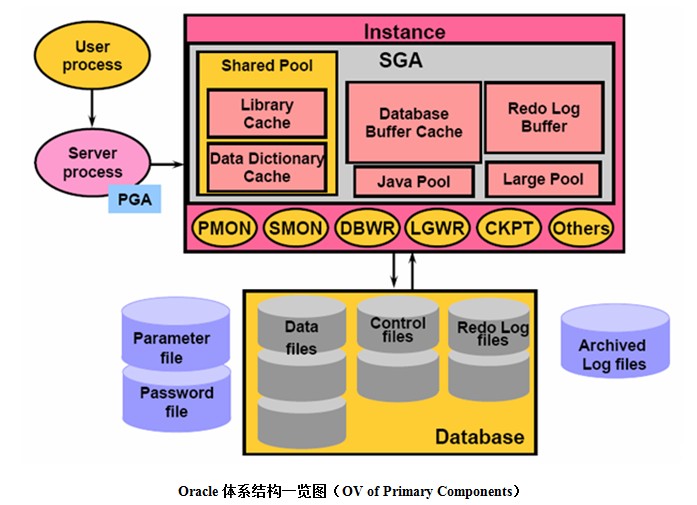 User
process
Server
process
PGA
Instance
SGA
Shared Pool
Library
Cache
Data Dictionary
Cache
Database
Buffer Cache
Redo Log
Buffer
Java Pool
Large Pool
PMON
SMON
DBWR
LGWR
CKPT
Others
Parameter
file
Password
file
Data
files
Control
files
Redo Log
files
Database
Archived
Log files
Oracle 体系结构一览图（OV of Primary Components）